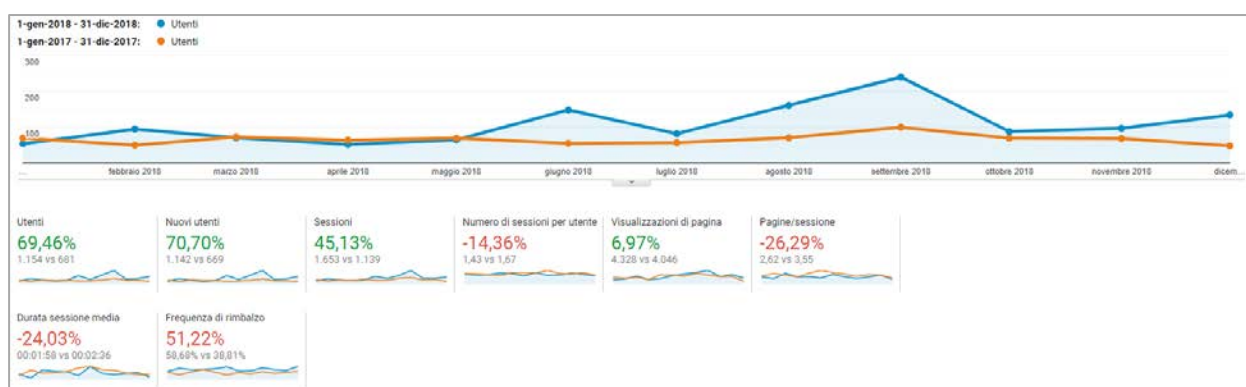 1-gen-2018 - 31-dic-2018: Utenti
1-gen-2017 - 31-dic-2017: Utenti
300
200
100
... febbraio 2018 marzo 2018 aprile 2018 maggio 2018 giugno 2018 luglio 2018 agosto 2018 settembre 2018 ottobre 2018 novembre 2018 dicem...
Utenti Nuovi utenti Sessioni Numero di sessioni per utente Visualizzazioni di pagina Pagine/sessione
69,46% 70,70% 45,13% -14,36% 6,97% -26,29%
1.154 vs 681 1.142 vs 669 1.653 vs 1.139 1,43 vs 1,67 4.328 vs 4.046 2,62 vs 3,55
Durata sessione media Frequenza di rimbalzo
-24,03% 51,22%
00:01:58 vs 00:02:36 58,68% vs 38,81%